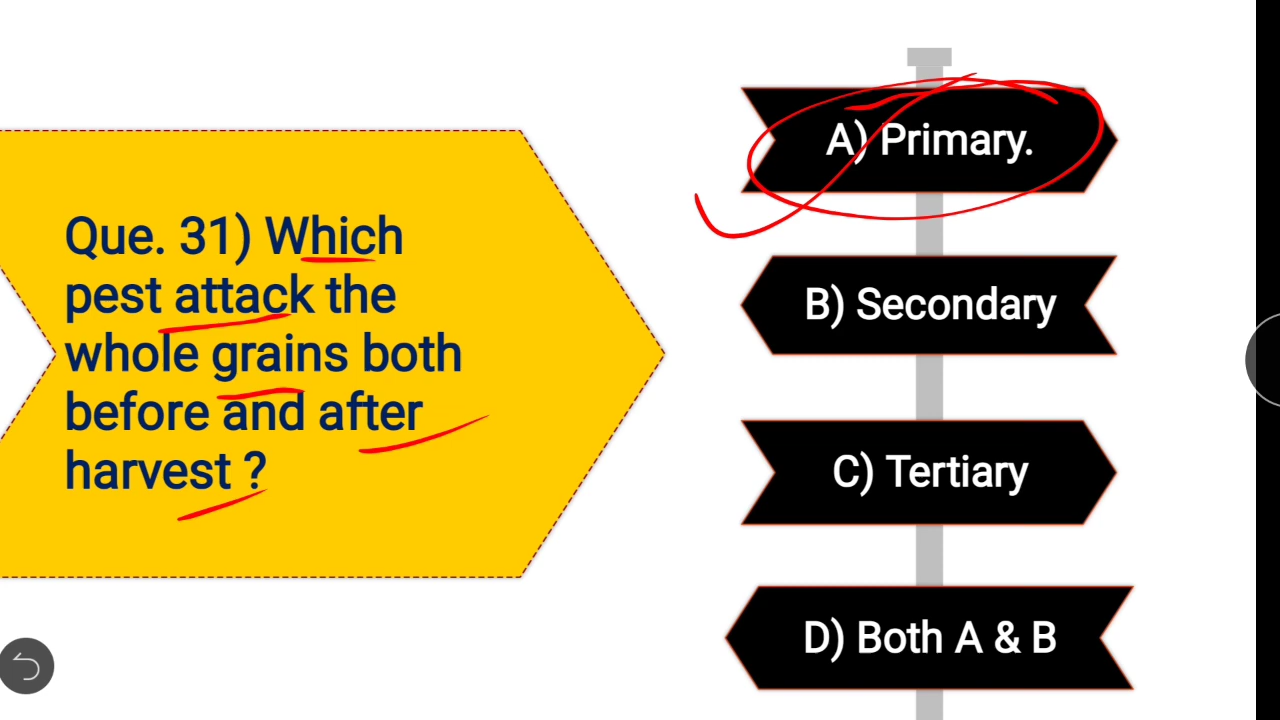 Que. 31) Which
pest attack the
whole grains both
before and after
harvest ?
A) Primary.
B) Secondary
C) Tertiary
D) Both A & B